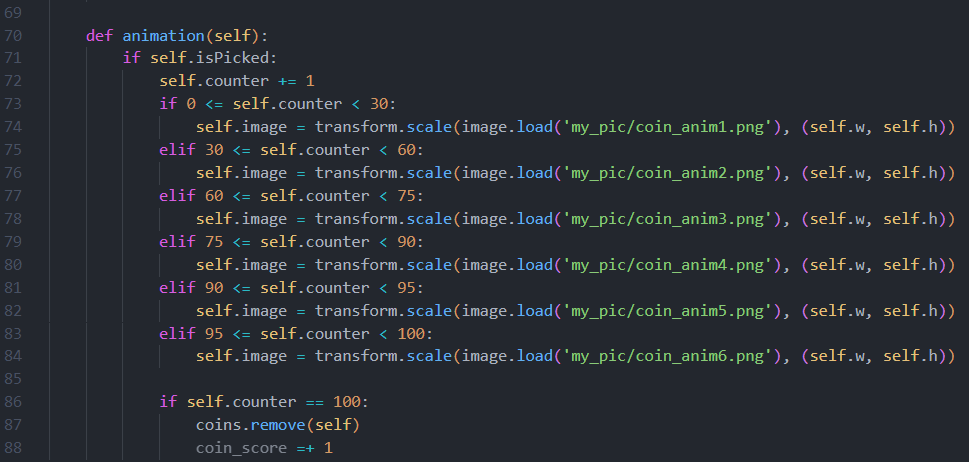 69
70 def animation(self):
71 if self.isPicked:
72 self.counter += 1
73 if 0 <= self.counter < 30:
74 self.image = transform.scale(image.load('my_pic/coin_anim1.png'), (self.w, self.h))
75 elif 30 <= self.counter < 60:
76 self.image = transform.scale(image.load('my_pic/coin_anim2.png'), (self.w, self.h))
77 elif 60 <= self.counter < 75:
78 self.image = transform.scale(image.load('my_pic/coin_anim3.png'), (self.w, self.h))
79 elif 75 <= self.counter < 90:
80 self.image = transform.scale(image.load('my_pic/coin_anim4.png'), (self.w, self.h))
81 elif 90 <= self.counter < 95:
82 self.image = transform.scale(image.load('my_pic/coin_anim5.png'), (self.w, self.h))
83 elif 95 <= self.counter < 100:
84 self.image = transform.scale(image.load('my_pic/coin_anim6.png'), (self.w, self.h))
85
86 if self.counter == 100:
87 coins.remove(self)
88 coin_score =+ 1